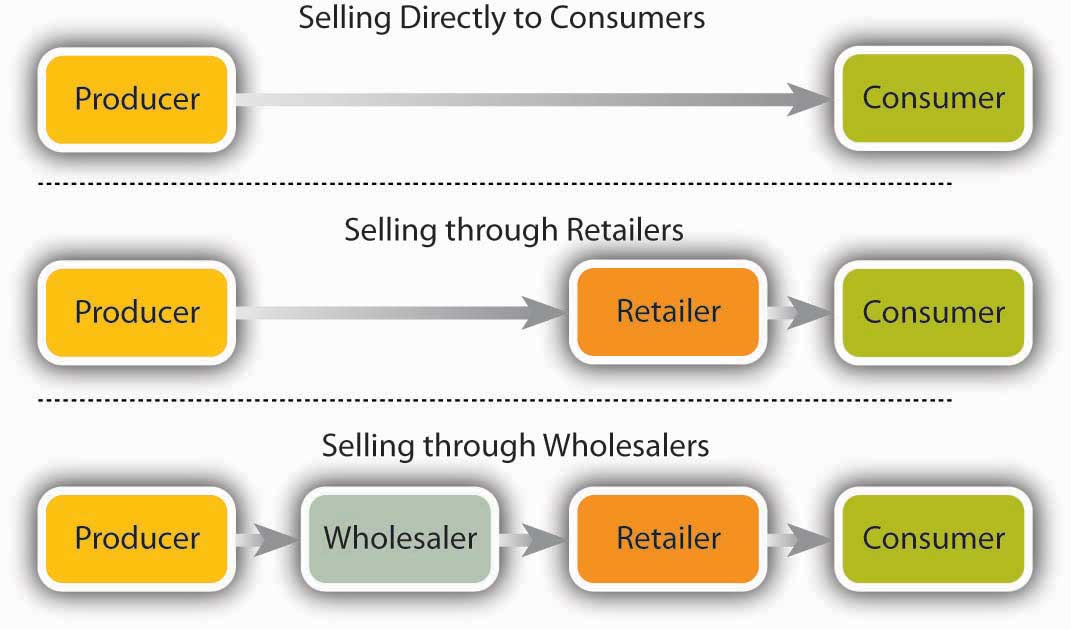 Selling Directly to Consumers
Producer Consumer
Selling through Retailers
Producer Retailer Consumer
Selling through Wholesalers
Producer Wholesaler Retailer Consumer